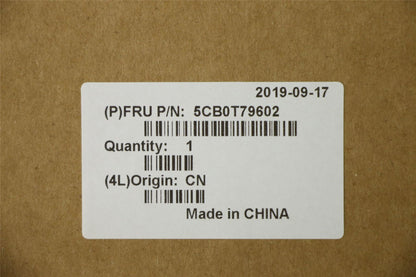 2019-09-17
(P)FRU P/N: 5CB0T79602
Quantity: 1
(4L)Origin: CN
Made in CHINA